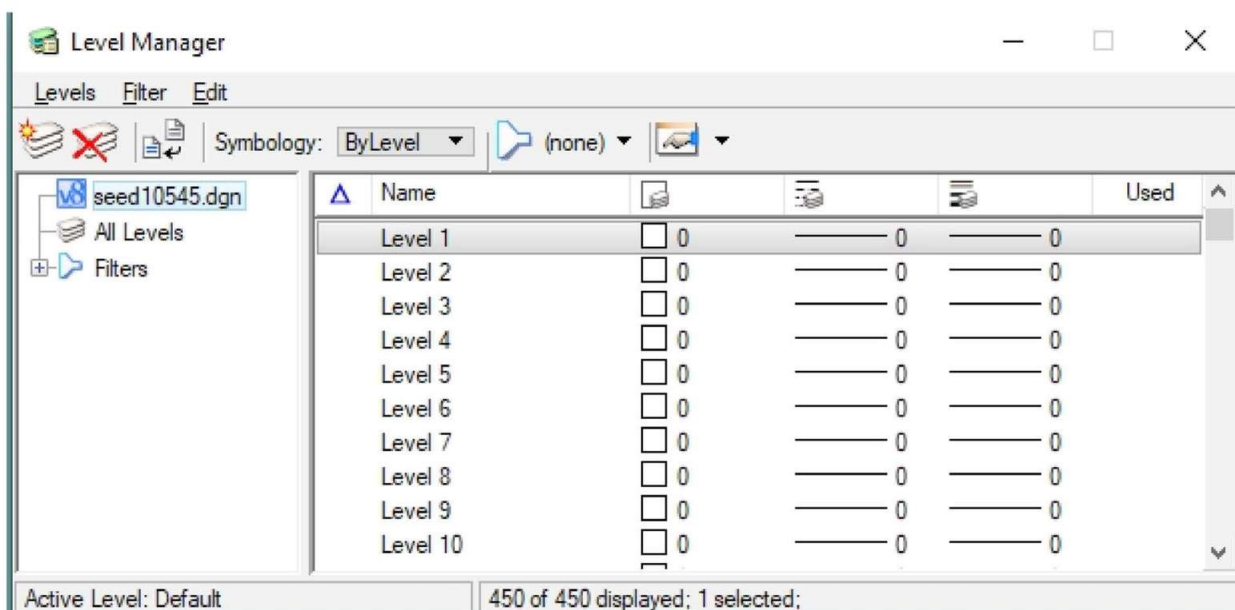 Level Manager
Levels Filter Edit
Symbology: ByLevel (none)
v8 seed10545.dgn
All Levels
Filters
Name Used
Level 1 0 0 0
Level 2 0 0 0
Level 3 0 0 0
Level 4 0 0 0
Level 5 0 0 0
Level 6 0 0 0
Level 7 0 0 0
Level 8 0 0 0
Level 9 0 0 0
Level 10 0 0 0
Active Level: Default 450 of 450 displayed; 1 selected;